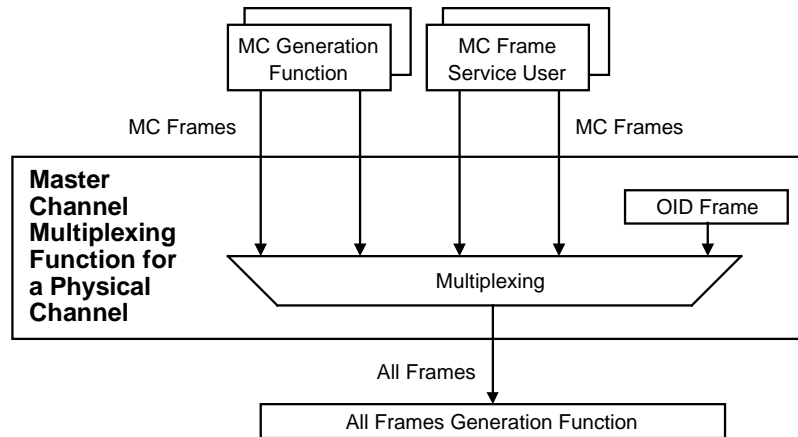 MC Generation
Function
MC Frame
Service User
MC Frames
MC Frames
Master
Channel
Multiplexing
Function for
a Physical
Channel
OID Frame
Multiplexing
All Frames
All Frames Generation Function